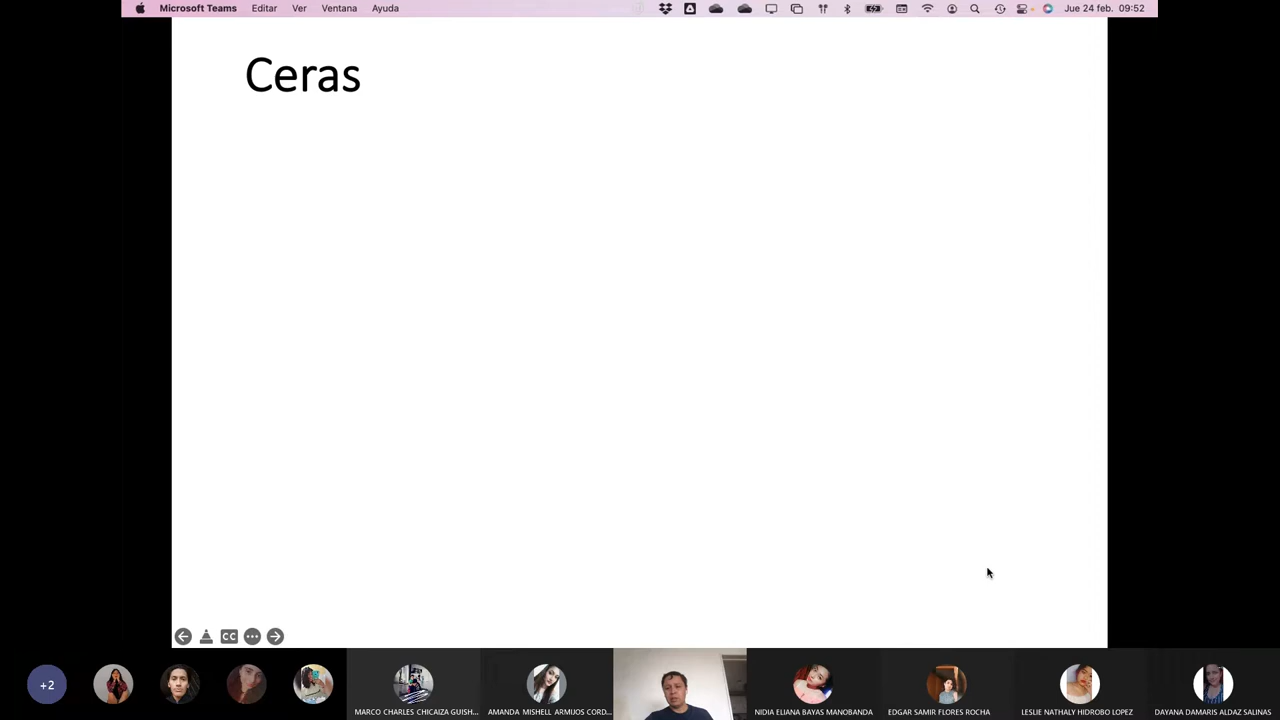 Microsoft Teams Editar Ver Ventana Ayuda Jue 24 feb. 09:52
Ceras
CC
+2
MARCO CHARLES CHICAIZA GUISH... AMANDA MISHELL ARMIJOS CORD... NIDIA ELIANA BAYAS MANOBANDA EDGAR SAMIR FLORES ROCHA LESLIE NATHALY HIDROBO LOPEZ DAYANA DAMARIS ALDAZ SALINAS